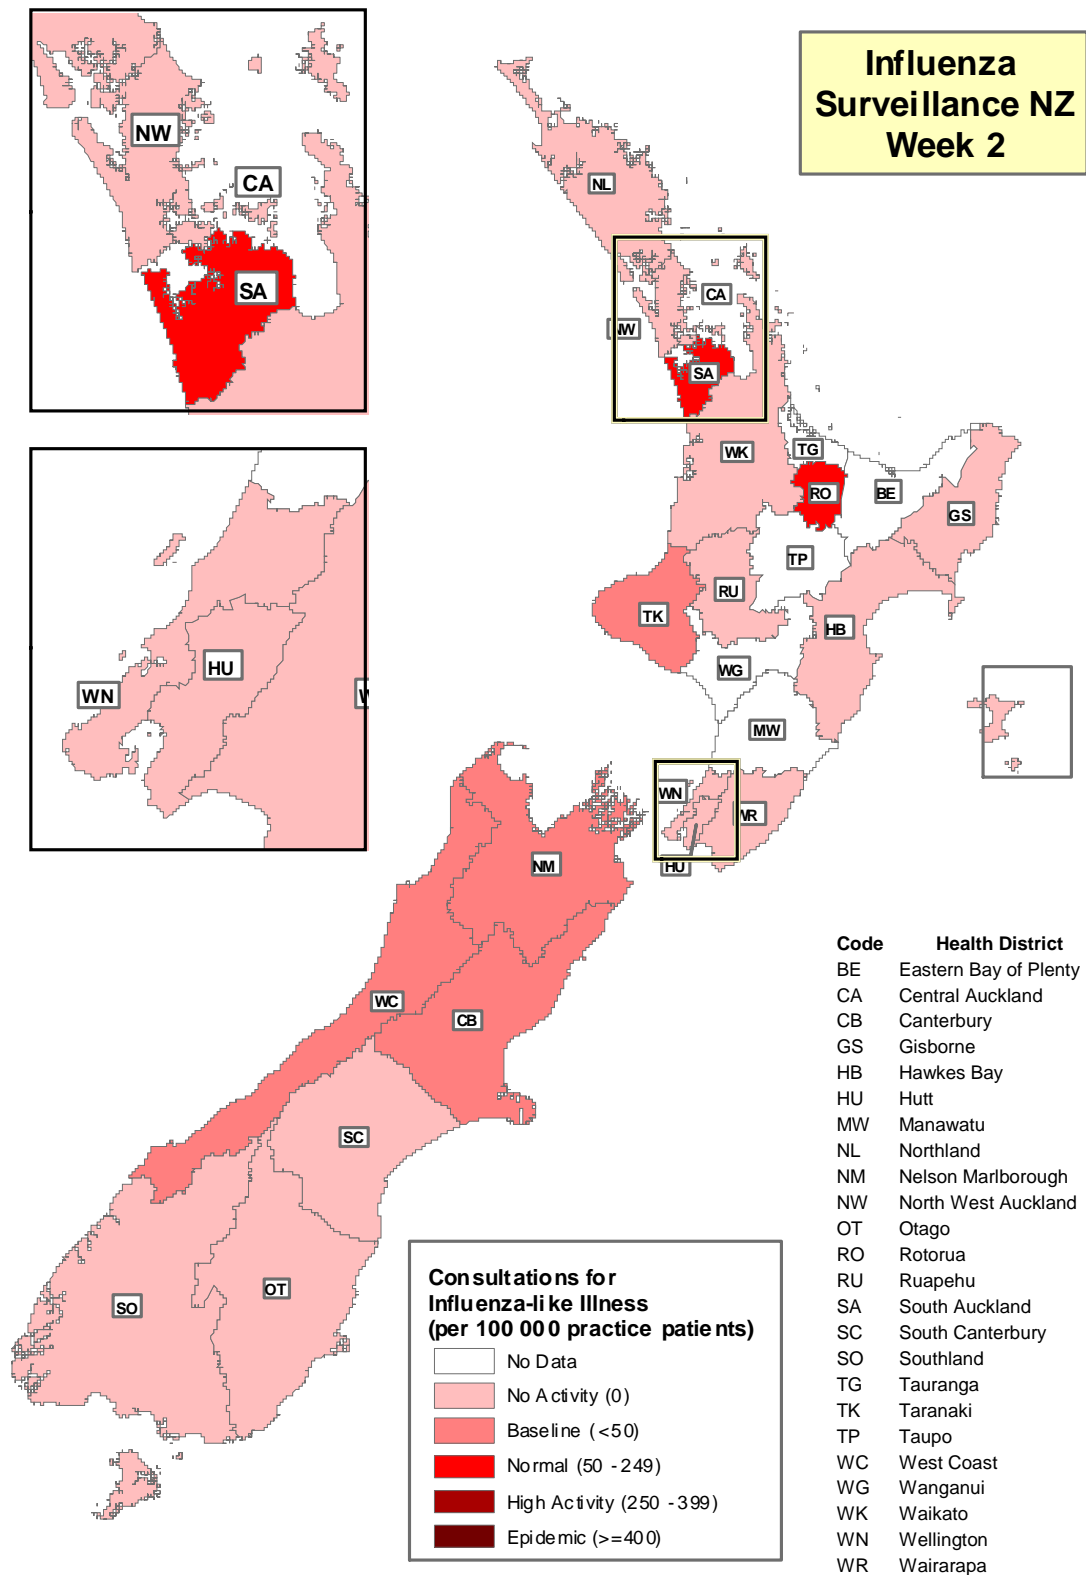 Influenza
Surveillance NZ
Week 2
NW
CA
SA
NL
CA
NW
SA
WK
TG
RO
BE
GS
TP
RU
TK
HB
WG
MW
HU
WN
W
WN
WR
HU
NM
WC
CB
SC
OT
SO
Code Health District
BE Eastern Bay of Plenty
CA Central Auckland
CB Canterbury
GS Gisborne
HB Hawkes Bay
HU Hutt
MW Manawatu
NL Northland
NM Nelson Marlborough
NW North West Auckland
OT Otago
RO Rotorua
RU Ruapehu
SA South Auckland
SC South Canterbury
SO Southland
TG Tauranga
TK Taranaki
TP Taupo
WC West Coast
WG Wanganui
WK Waikato
WN Wellington
WR Wairarapa
Consultations for
Influenza-like Illness
(per 100 000 practice patients)
No Data
No Activity (0)
Baseline (<50)
Normal (50 - 249)
High Activity (250 - 399)
Epidemic (>=400)